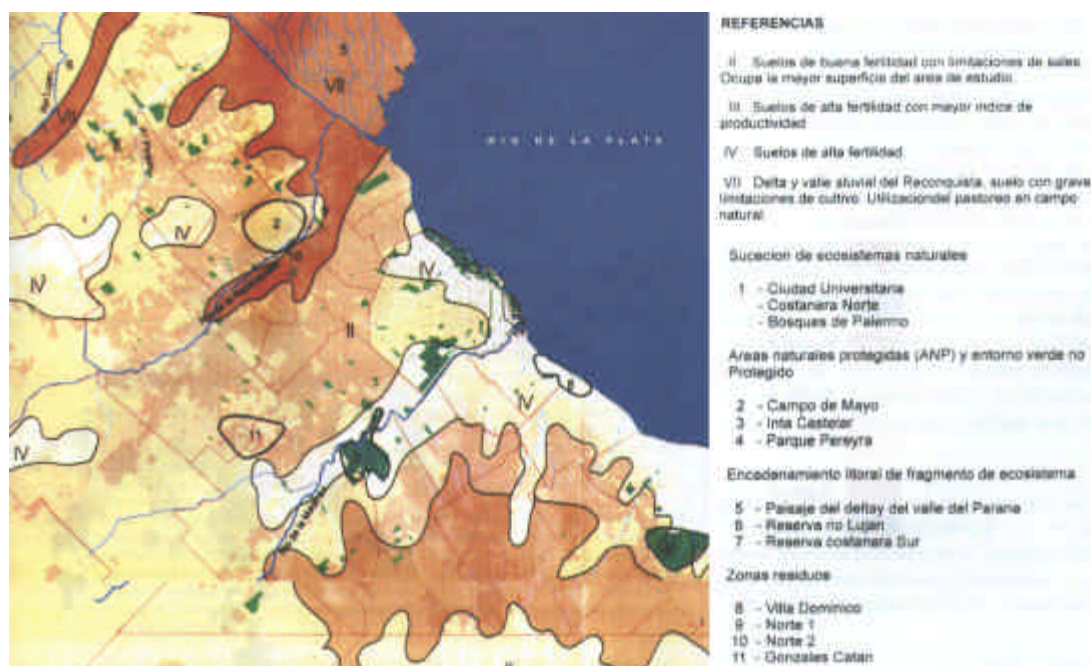 REFERENCIAS
II Suelos de buena fertilidad con limitaciones de sales.
Ocupa la mayor superficie del area de estudio.
III Suelos de alta fertilidad con mayor indice de
productividad
IV Suelos de alta fertilidad.
VII Delta y valle aluvial del Reconquista, suelo con grave
limitaciones de cultivo. Utilizaciondel pastoreo en campo
natural.
Sucecion de ecosistemas naturales
1 - Ciudad Universitaria
- Costanera Norte
- Bosques de Palermo
Areas naturales protegidas (ANP) y entorno verde no
Protegido
2 - Campo de Mayo
3 - Inta Castelar
4 - Parque Pereyra
Encadenamiento litoral de fragmento de ecosistema
5 - Paisaje del deltay del valle del Parana
6 - Reserva rio Lujan
7 - Reserva costanera Sur
Zonas residuos
8 - Villa Dominico
9 - Norte 1
10 - Norte 2
11 - Gonzales Catan
RIO DE LA PLATA
VII
VII
IV
2
IV
IV
II
IV
11
IV
8